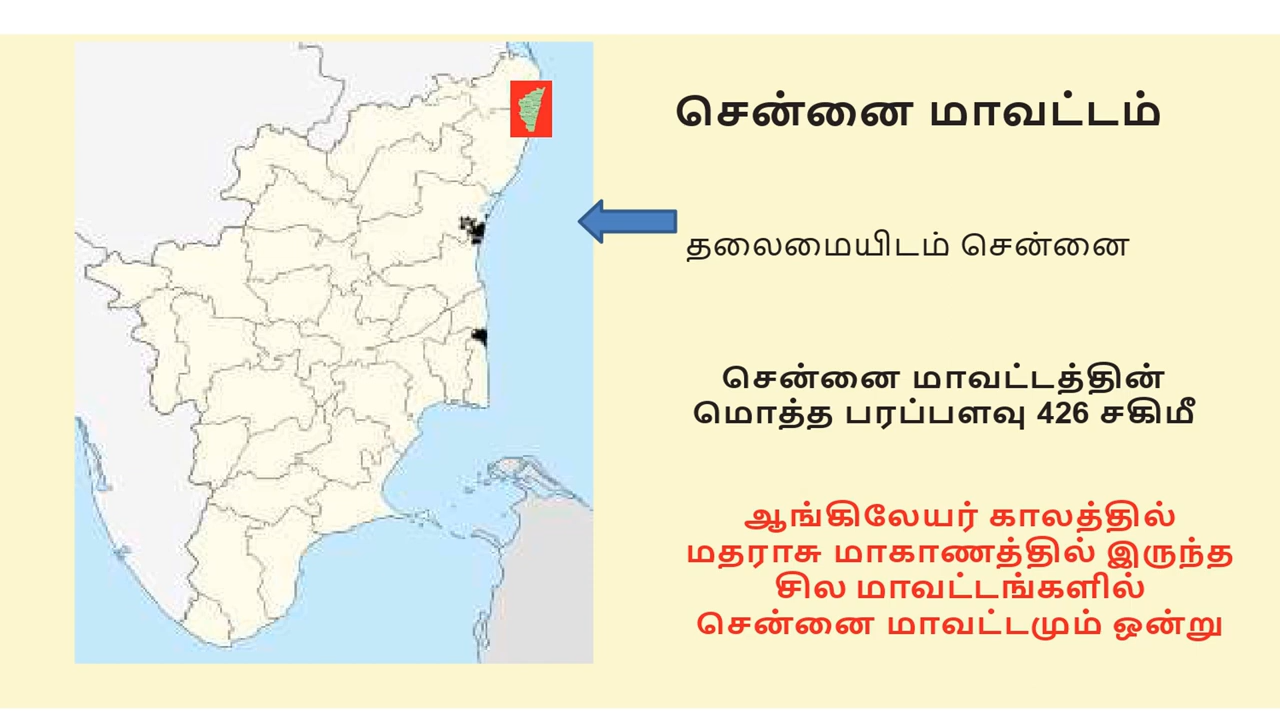 சென்னை மாவட்டம்
தலைமையிடம் சென்னை
சென்னை மாவட்டத்தின்
மொத்த பரப்பளவு 426 சகிமீ
ஆங்கிலேயர் காலத்தில்
மதராசு மாகாணத்தில் இருந்த
சில மாவட்டங்களில்
சென்னை மாவட்டமும் ஒன்று